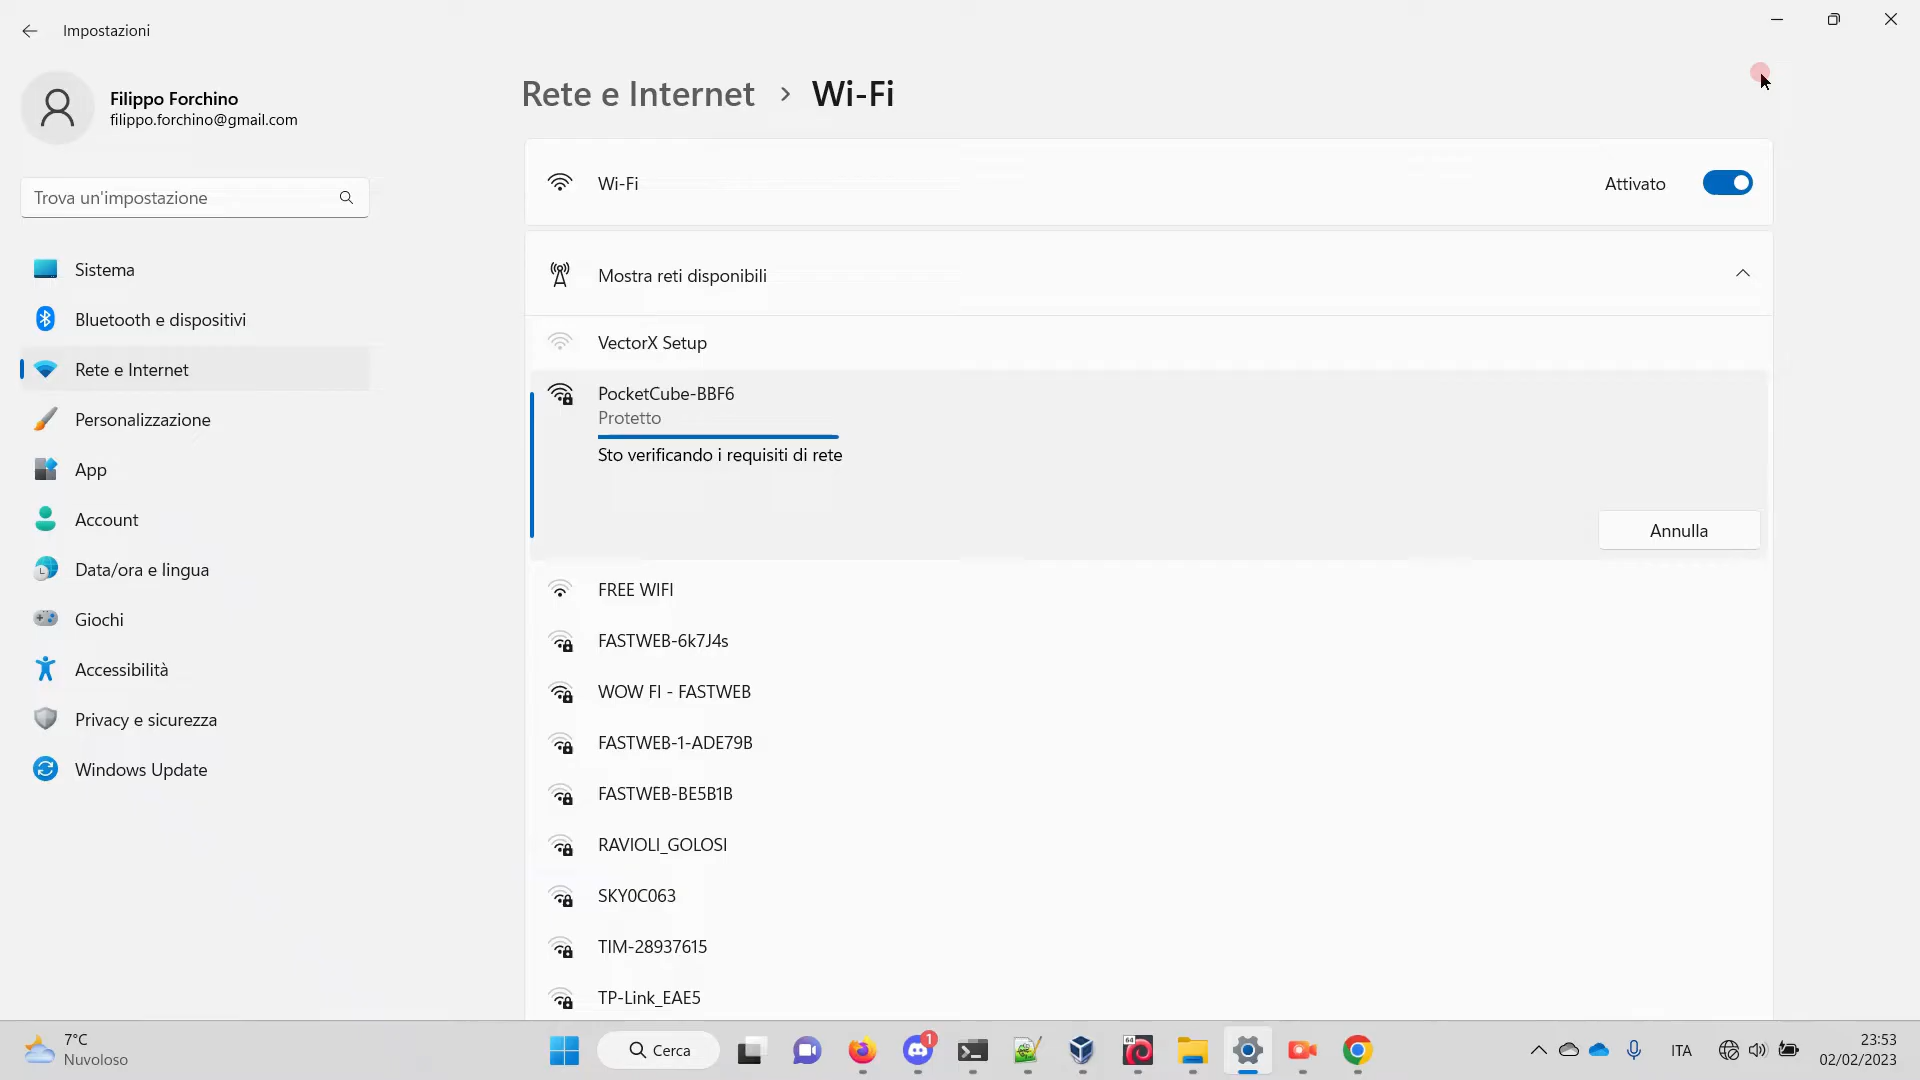 Impostazioni
Filippo Forchino
filippo.forchino@gmail.com
Trova un'impostazione
Sistema
Bluetooth e dispositivi
Rete e Internet
Personalizzazione
App
Account
Data/ora e lingua
Giochi
Accessibilità
Privacy e sicurezza
Windows Update
Rete e Internet > Wi-Fi
Wi-Fi
Attivato
Mostra reti disponibili
VectorX Setup
PocketCube-BBF6
Protetto
Sto verificando i requisiti di rete
Annulla
FREE WIFI
FASTWEB-6k7J4s
WOW FI - FASTWEB
FASTWEB-1-ADE79B
FASTWEB-BE5B1B
RAVIOLI_GOLOSI
SKY0C063
TIM-28937615
TP-Link_EAE5
7°C
Nuvoloso
Cerca
1
64
ITA
23:53
02/02/2023